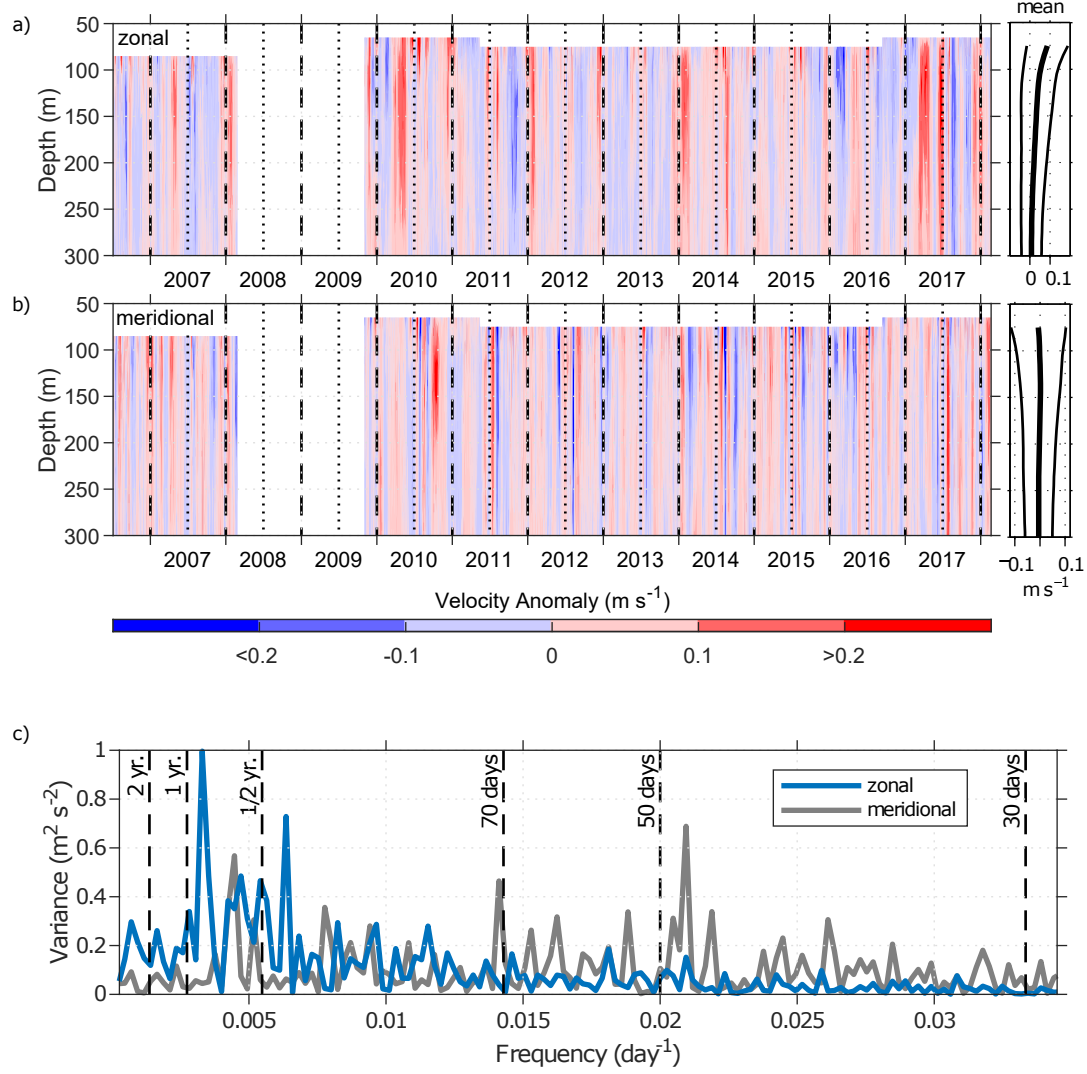 a)
zonal
mean
50
100
150
200
250
300
Depth (m)
2007 2008 2009 2010 2011 2012 2013 2014 2015 2016 2017
0 0.1
b)
meridional
50
100
150
200
250
300
Depth (m)
2007 2008 2009 2010 2011 2012 2013 2014 2015 2016 2017
−0.1 0 0.1
m s⁻¹
Velocity Anomaly (m s⁻¹)
<0.2 -0.1 0 0.1 >0.2
c)
1
0.8
0.6
0.4
0.2
0
Variance (m² s⁻²)
2 yr.
1 yr.
1/2 yr.
70 days
50 days
30 days
zonal
meridional
0.005 0.01 0.015 0.02 0.025 0.03
Frequency (day⁻¹)